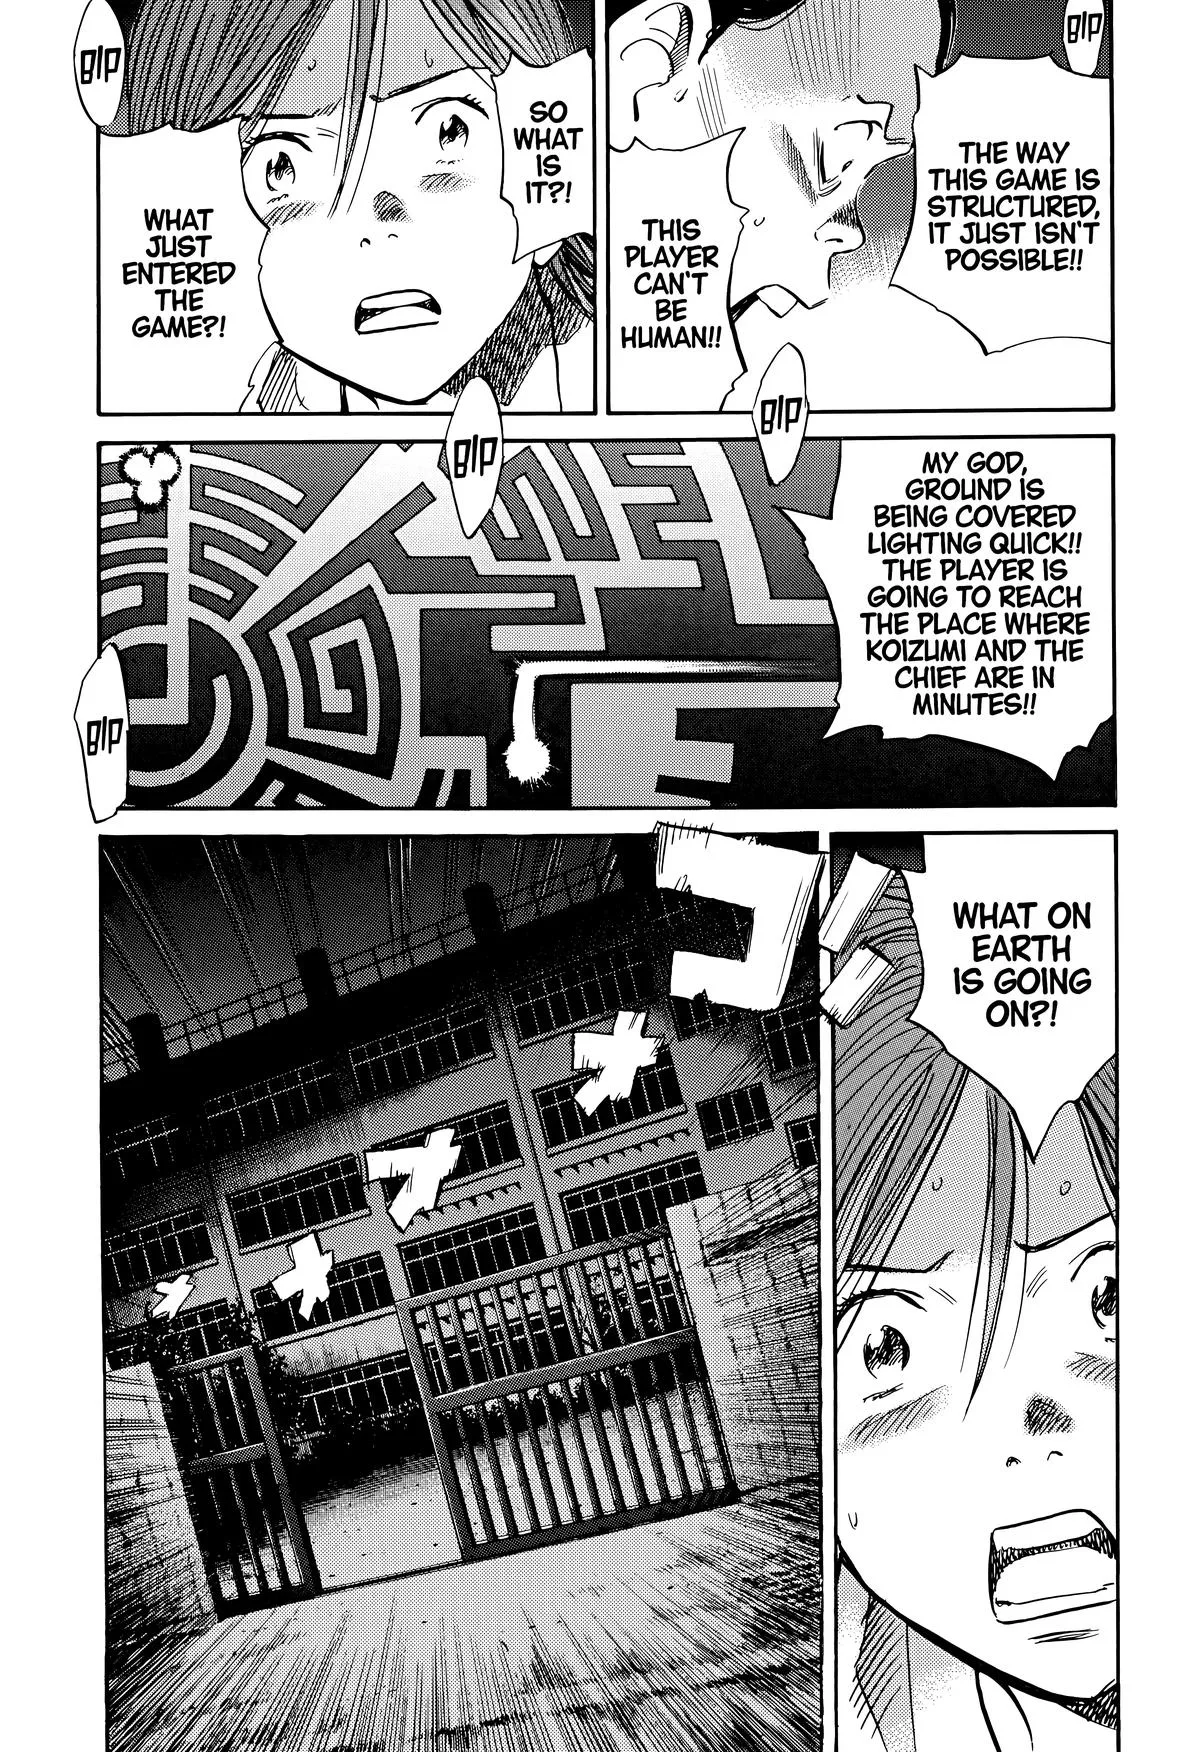 BIP
THE WAY
THIS GAME IS
STRUCTURED,
IT JUST ISN'T
POSSIBLE!!
THIS
PLAYER
CAN'T
BE
HUMAN!!
SO
WHAT
IS
IT?!
BIP
WHAT
JUST
ENTERED
THE
GAME?!
BIP
BIP
MY GOD,
GROUND IS
BEING COVERED
LIGHTING QUICK!!
THE PLAYER IS
GOING TO REACH
THE PLACE WHERE
KOIZUMI AND THE
CHIEF ARE IN
MINUTES!!
BIP
WHAT ON
EARTH
IS GOING
ON?!